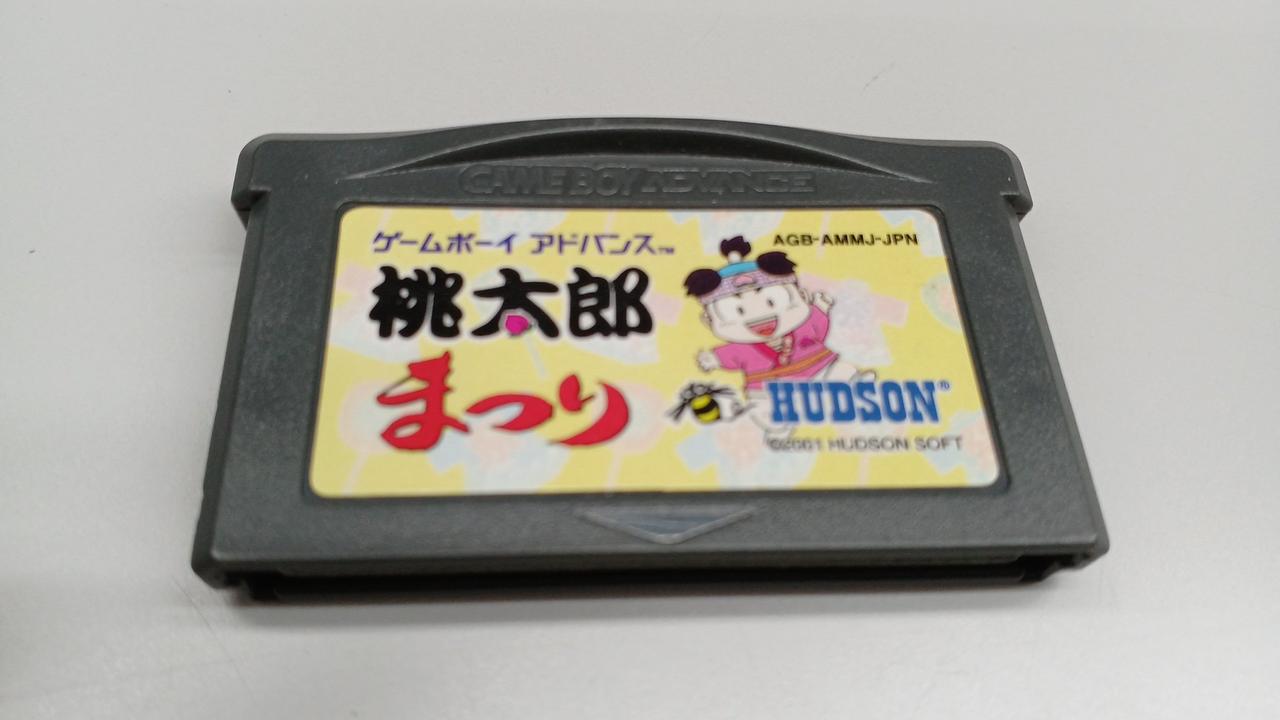 GAME BOY ADVANCE
ゲームボーイ アドバンス™
AGB-AMMJ-JPN
桃太郎
まつり
HUDSON®
©2001 HUDSON SOFT